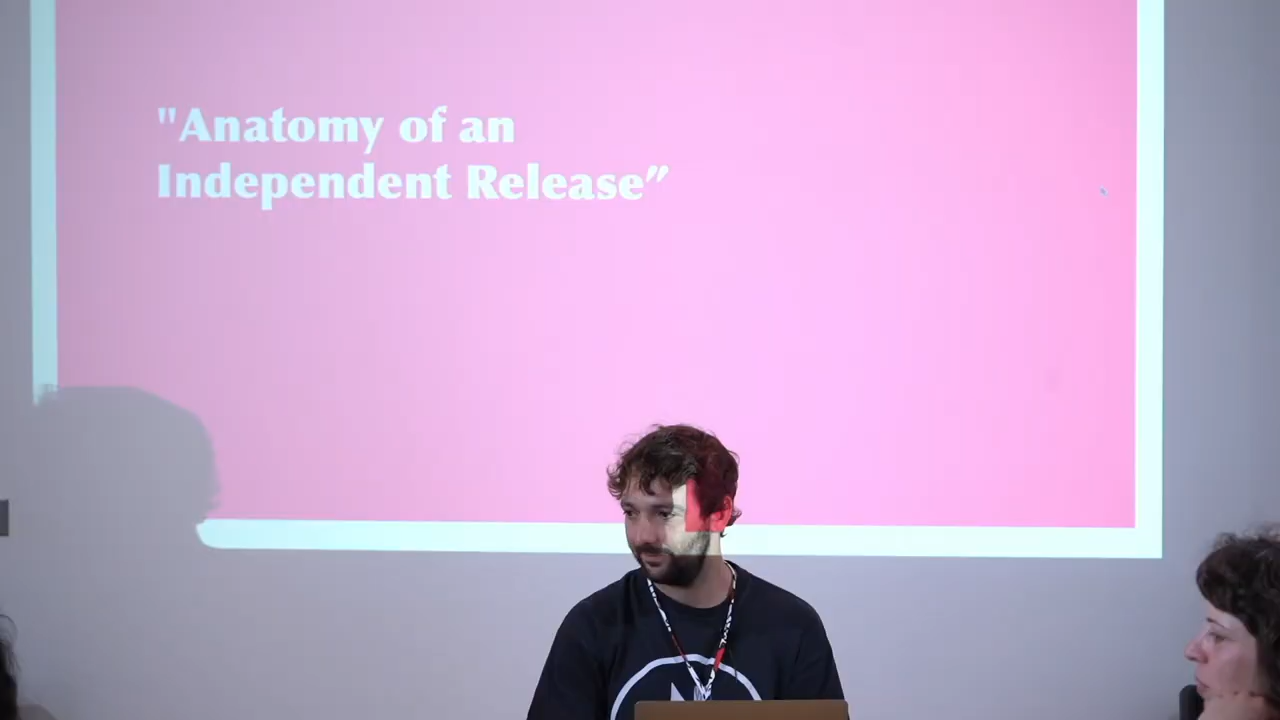 "Anatomy of an
Independent Release”